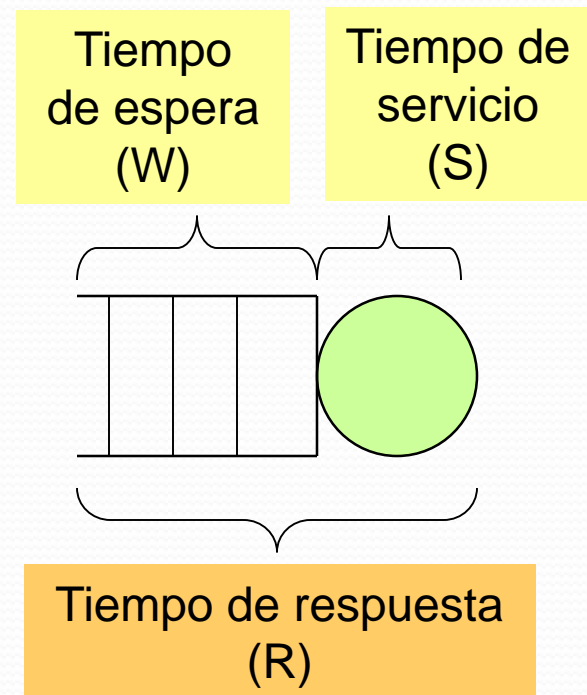 Tiempo
de espera
(W)
Tiempo de
servicio
(S)
Tiempo de respuesta
(R)